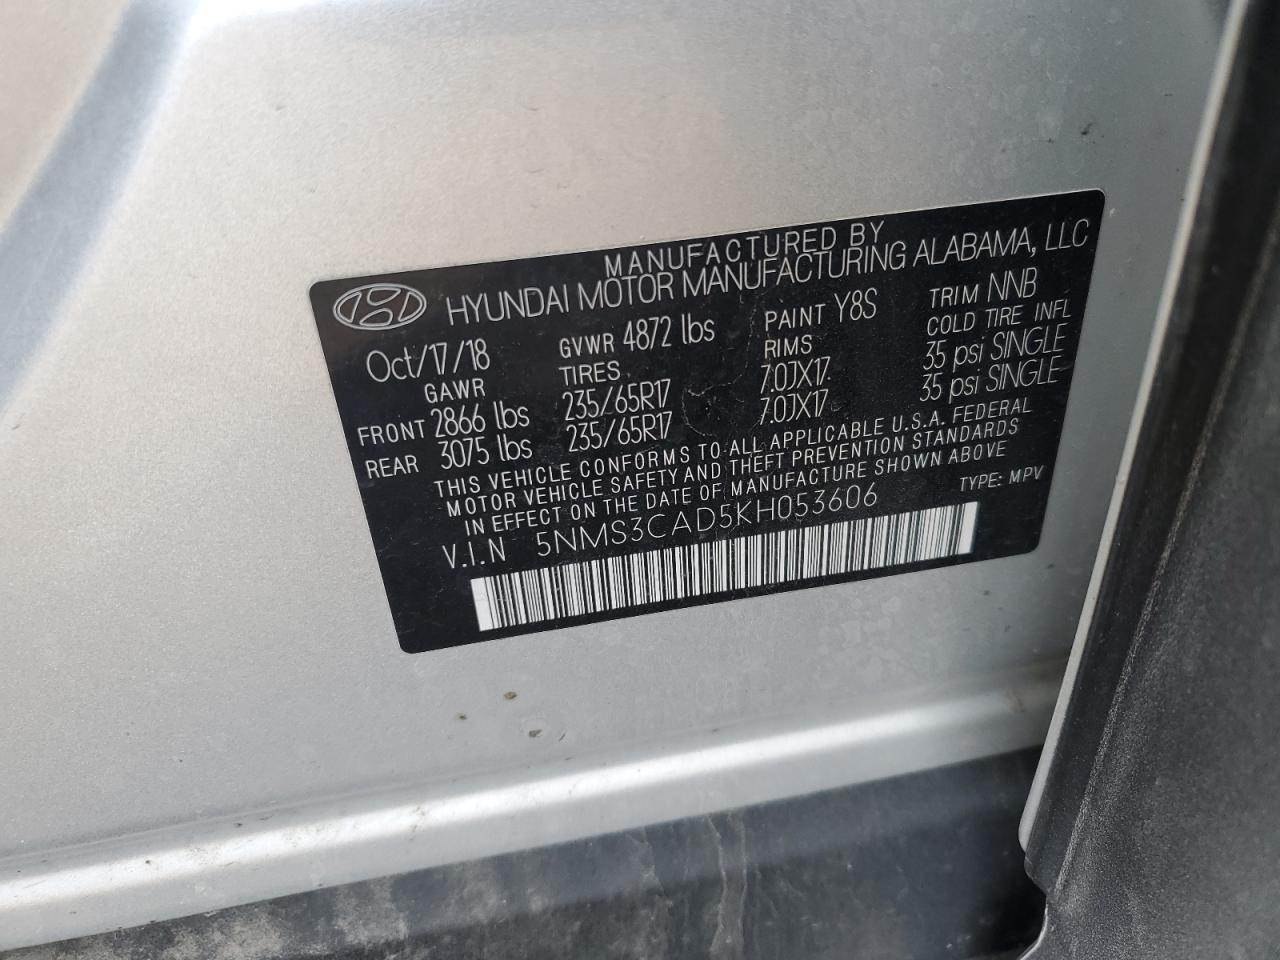 MANUFACTURED BY
HYUNDAI MOTOR MANUFACTURING ALABAMA, LLC
Oct/17/18 GVWR 4872 lbs PAINT Y8S TRIM NNB
GAWR TIRES RIMS COLD TIRE INFL
FRONT 2866 lbs 235/65R17 7.0JX17 35 psi SINGLE
REAR 3075 lbs 235/65R17 7.0JX17 35 psi SINGLE
THIS VEHICLE CONFORMS TO ALL APPLICABLE U.S.A. FEDERAL
MOTOR VEHICLE SAFETY AND THEFT PREVENTION STANDARDS
IN EFFECT ON THE DATE OF MANUFACTURE SHOWN ABOVE
V.I.N 5NMS3CAD5KH053606 TYPE: MPV